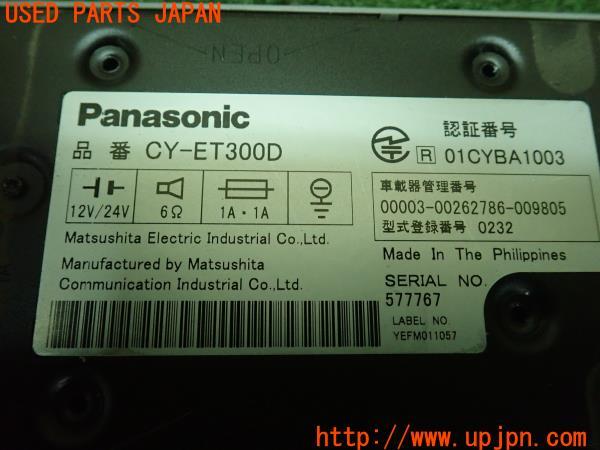 USED PARTS JAPAN
OPEN
Panasonic
品 番 CY-ET300D
12V/24V
6Ω
1A・1A
Matsushita Electric Industrial Co.,Ltd.
Manufactured by Matsushita
Communication Industrial Co.,Ltd.
認証番号
R 01CYBA1003
車載器管理番号
00003-00262786-009805
型式登録番号 0232
Made In The Philippines
SERIAL NO.
577767
LABEL NO.
YEFM011057
http://www.upjpn.com/